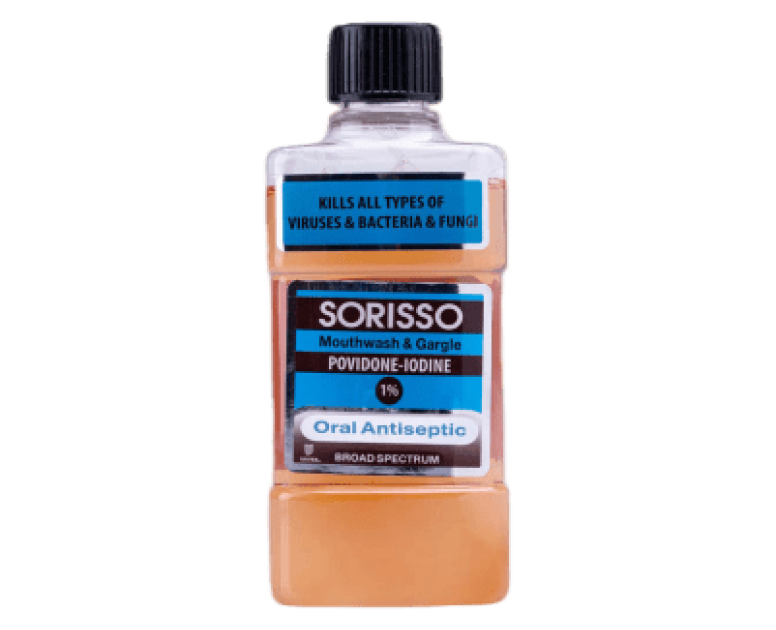 KILLS ALL TYPES OF
VIRUSES & BACTERIA & FUNGI
SORISSO
Mouthwash & Gargle
POVIDONE-IODINE
1%
Oral Antiseptic
BROAD SPECTRUM